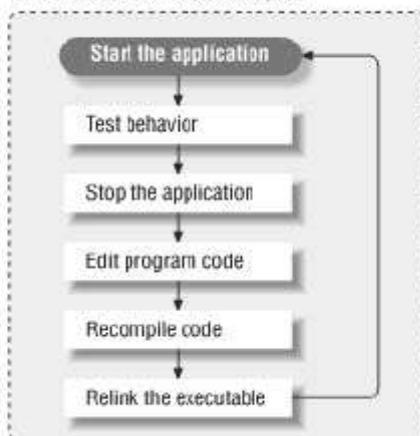 Start the application
Test behavior
Stop the application
Edit program code
Recompile code
Relink the executable